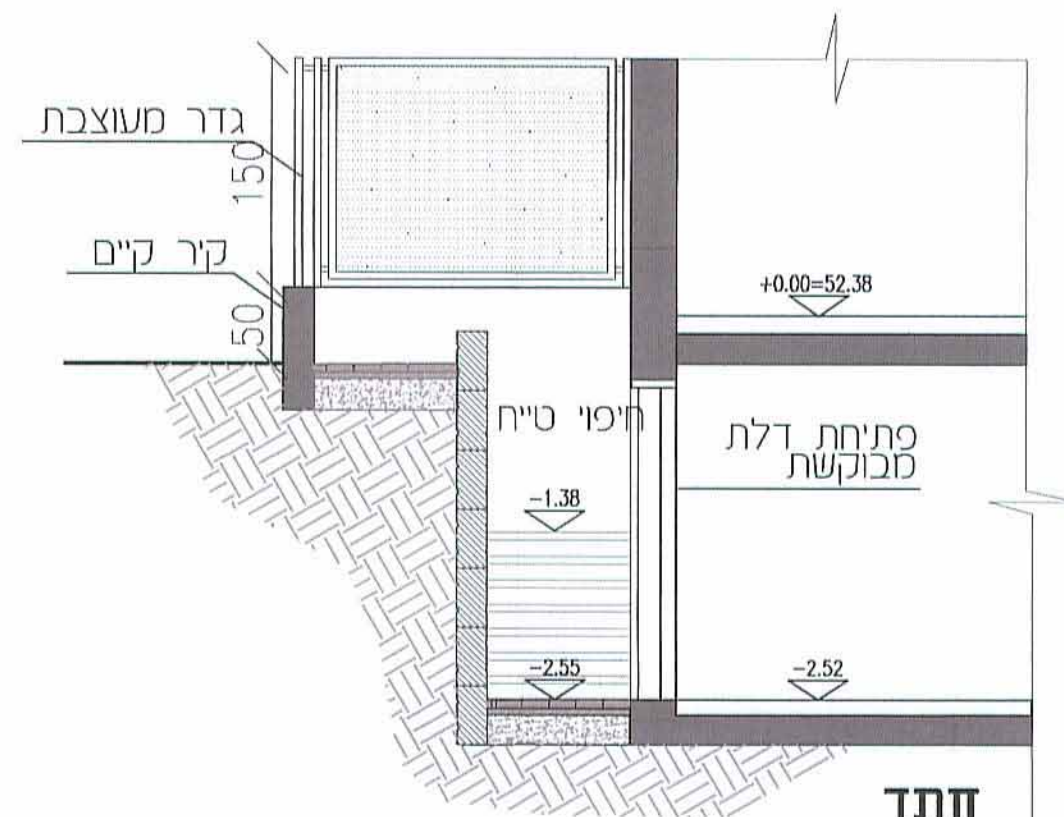 גדר מעוצבת
150
קיר קיים
50
+0.00=52.38
חיפוי טייח
פתיחת דלת
מבוקשת
-1.38
-2.55
-2.52